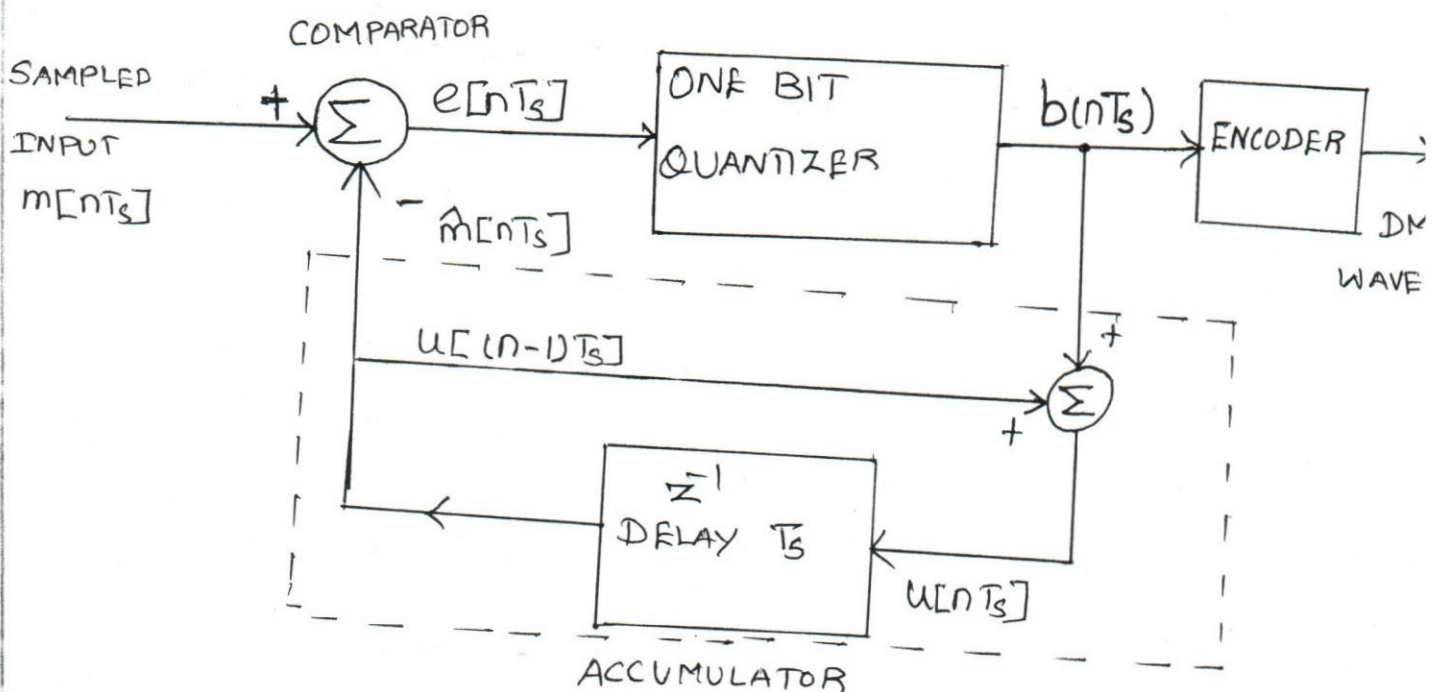 COMPARATOR
SAMPLED
INPUT
m[nTs]
+
Σ
e[nTs]
ONE BIT
QUANTIZER
b(nTs)
ENCODER
DM
WAVE
-
m̂[nTs]
u[(n-1)Ts]
+
+
Σ
z⁻¹
DELAY Ts
u[nTs]
ACCUMULATOR